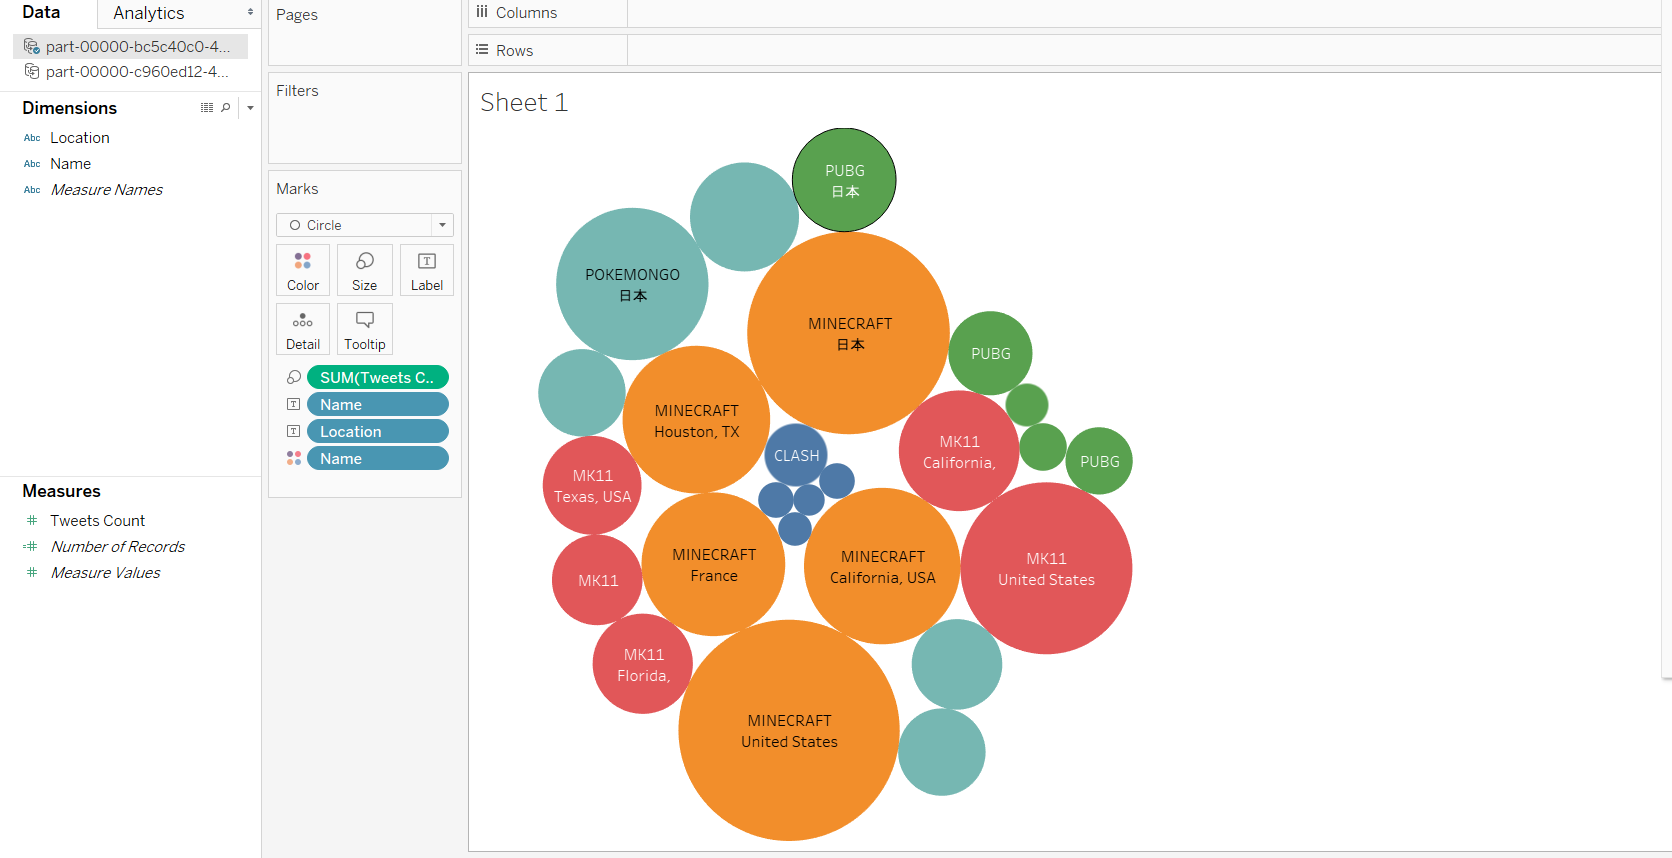 Data
Analytics
part-00000-bc5c40c0-4...
part-00000-c960ed12-4...
Dimensions
Abc Location
Abc Name
Abc Measure Names
Measures
# Tweets Count
=# Number of Records
# Measure Values
Pages
Filters
Marks
Circle
Color
Size
T
Label
Detail
Tooltip
SUM(Tweets C..
T Name
T Location
Name
Columns
Rows
Sheet 1
PUBG
日本
POKEMONGO
日本
MINECRAFT
日本
PUBG
MINECRAFT
Houston, TX
CLASH
MK11
California,
PUBG
MK11
Texas, USA
MINECRAFT
France
MINECRAFT
California, USA
MK11
United States
MK11
MK11
Florida,
MINECRAFT
United States